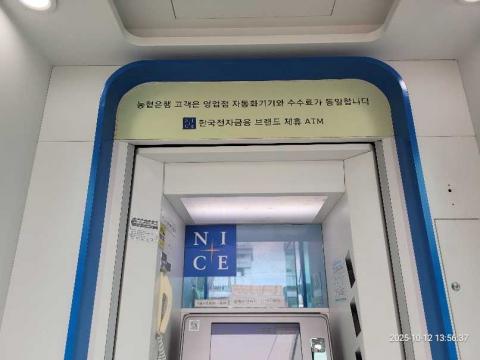 농협은행 고객은 영업점 자동화기기와 수수료가 동일합니다
한국전자금융 브랜드 제휴 ATM
NI
CE
2025-10-12 13:56:37